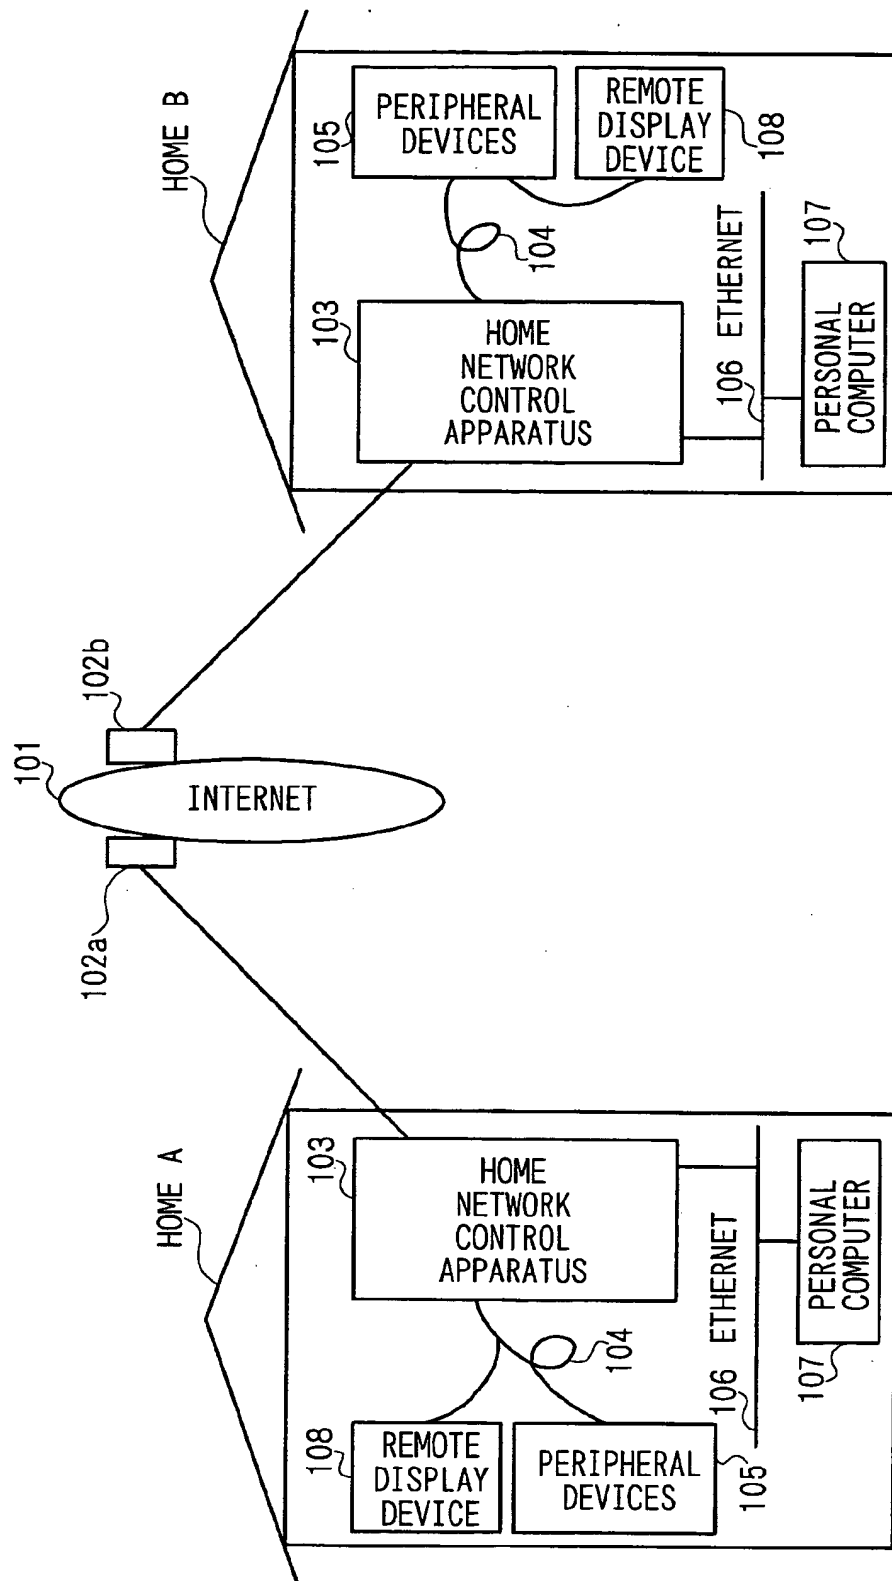 101
102a
102b
INTERNET
HOME A
103
HOME
NETWORK
CONTROL
APPARATUS
108
REMOTE
DISPLAY
DEVICE
104
PERIPHERAL
DEVICES
105
106 ETHERNET
PERSONAL
COMPUTER
107
HOME B
103
HOME
NETWORK
CONTROL
APPARATUS
105
PERIPHERAL
DEVICES
104
REMOTE
DISPLAY
DEVICE
108
106 ETHERNET
PERSONAL
COMPUTER
107